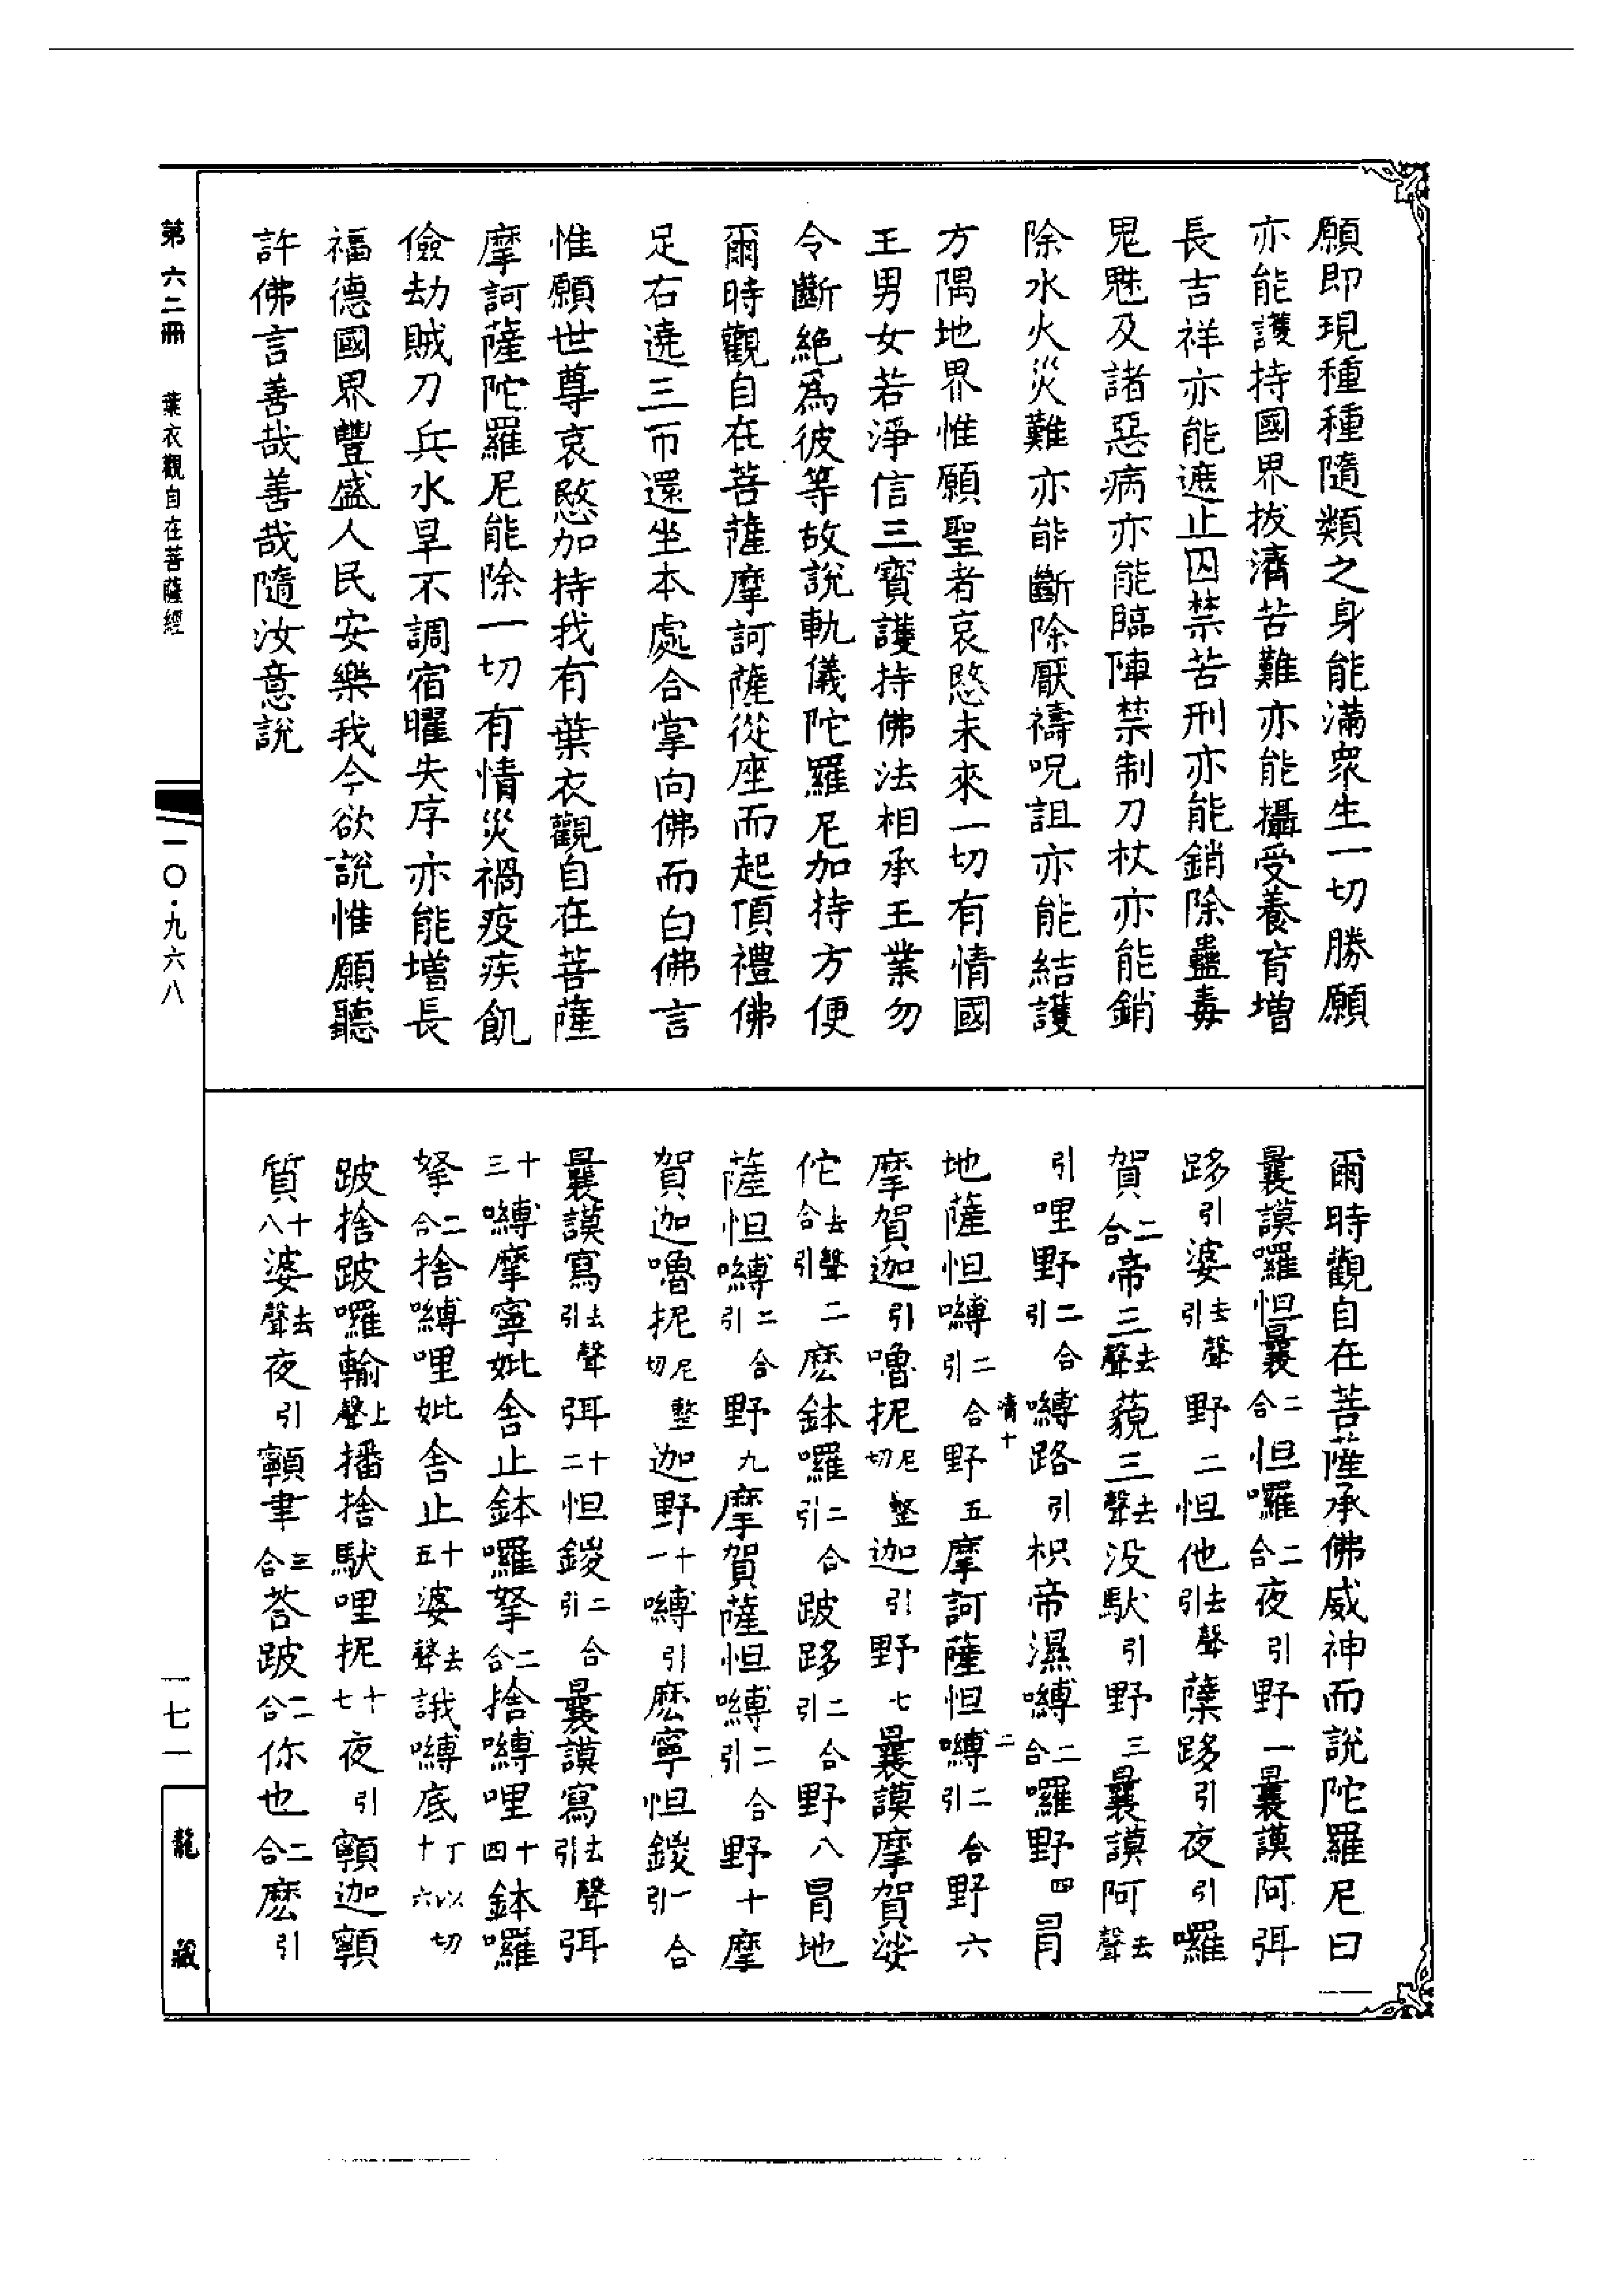 願即現種種隨類之身能滿衆生一切勝願
亦能護持國界拔濟苦難亦能攝受養育增
長吉祥亦能遮止囚禁苦刑亦能銷除蠱毒
鬼魅及諸惡病亦能臨陣禁制刀杖亦能銷
除水火災難亦能斷除厭禱呪詛亦能結護
方隅地界惟願聖者哀愍未來一切有情國
王男女若淨信三寶護持佛法相承王業勿
令斷絶爲彼等故說軌儀陀羅尼加持方便
爾時觀自在菩薩摩訶薩從座而起頂禮佛
足右遶三帀還坐本處合掌向佛而白佛言
惟願世尊哀愍加持我有葉衣觀自在菩薩
摩訶薩陀羅尼能除一切有情災禍疫疾飢
儉劫賊刀兵水旱不調宿曜失序亦能增長
福德國界豐盛人民安樂我今欲說惟願聽
許佛言善哉善哉隨汝意說
爾時觀自在菩薩承佛威神而說陀羅尼曰
曩謨囉怛曩二合怛囉二合夜引野一曩謨阿弭
跢引婆去聲引野二怛他去聲引蘖跢引夜引囉
賀二合帝三去聲藐三去聲没馱引野三曩謨阿去聲
引哩野二合引嚩路引枳帝濕嚩二合囉野四冐
地薩怛嚩二合引野五摩訶薩怛嚩二合引野六
摩賀迦引嚕抳尼整切迦引野七曩謨摩賀娑
佗去聲合引二麽鉢囉二合引跛跢二合引野八冐地
薩怛嚩二合引野九摩賀薩怛嚩二合引野十摩
賀迦嚕抳尼整切迦野十一嚩引麽寧怛鍐一合引
曩謨寫去聲引弭十二怛鍐二合引曩謨寫去聲引弭
十三嚩摩寧妣舍止鉢囉拏二合捨嚩哩十四鉢囉
拏二合捨嚩哩妣舍止十五婆去聲誐嚩底丁以切十六
跛捨跛囉輸上聲播捨馱哩抳十七夜引顐迦顐
質十八婆去聲夜引顐聿三合荅跛二合你也二合麽引
第六二冊
葉衣觀自在菩薩經
一〇·九六八
一七一
龍藏